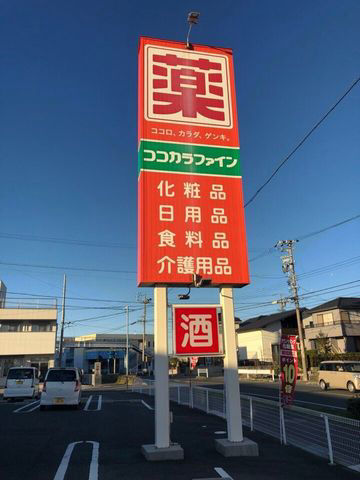 薬
ココロ、カラダ、ゲンキ。
ココカラファイン
化粧品
日用品
食料品
介護用品
酒